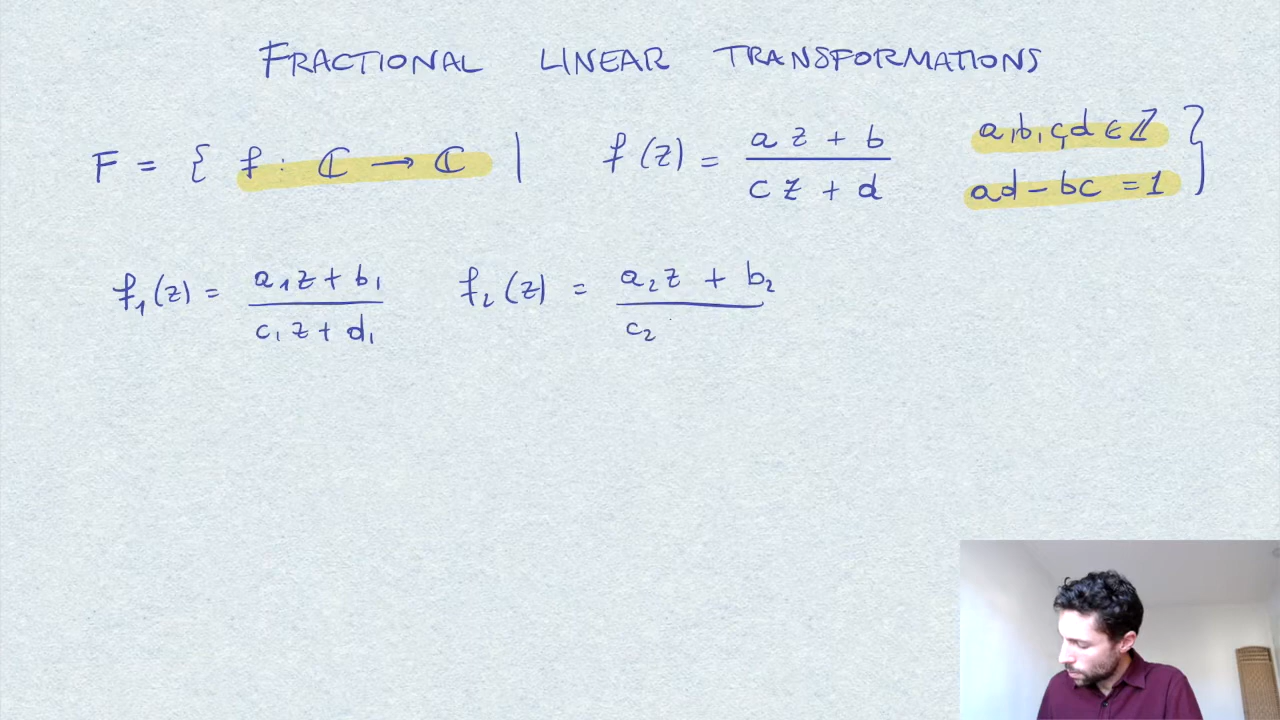 FRACTIONAL LINEAR TRANSFORMATIONS
F = { f : ℂ → ℂ | f(z) = (az + b)/(cz + d) a,b,c,d ∈ ℤ ad − bc = 1 }
f₁(z) = (a₁z + b₁)/(c₁z + d₁) f₂(z) = (a₂z + b₂)/(c₂